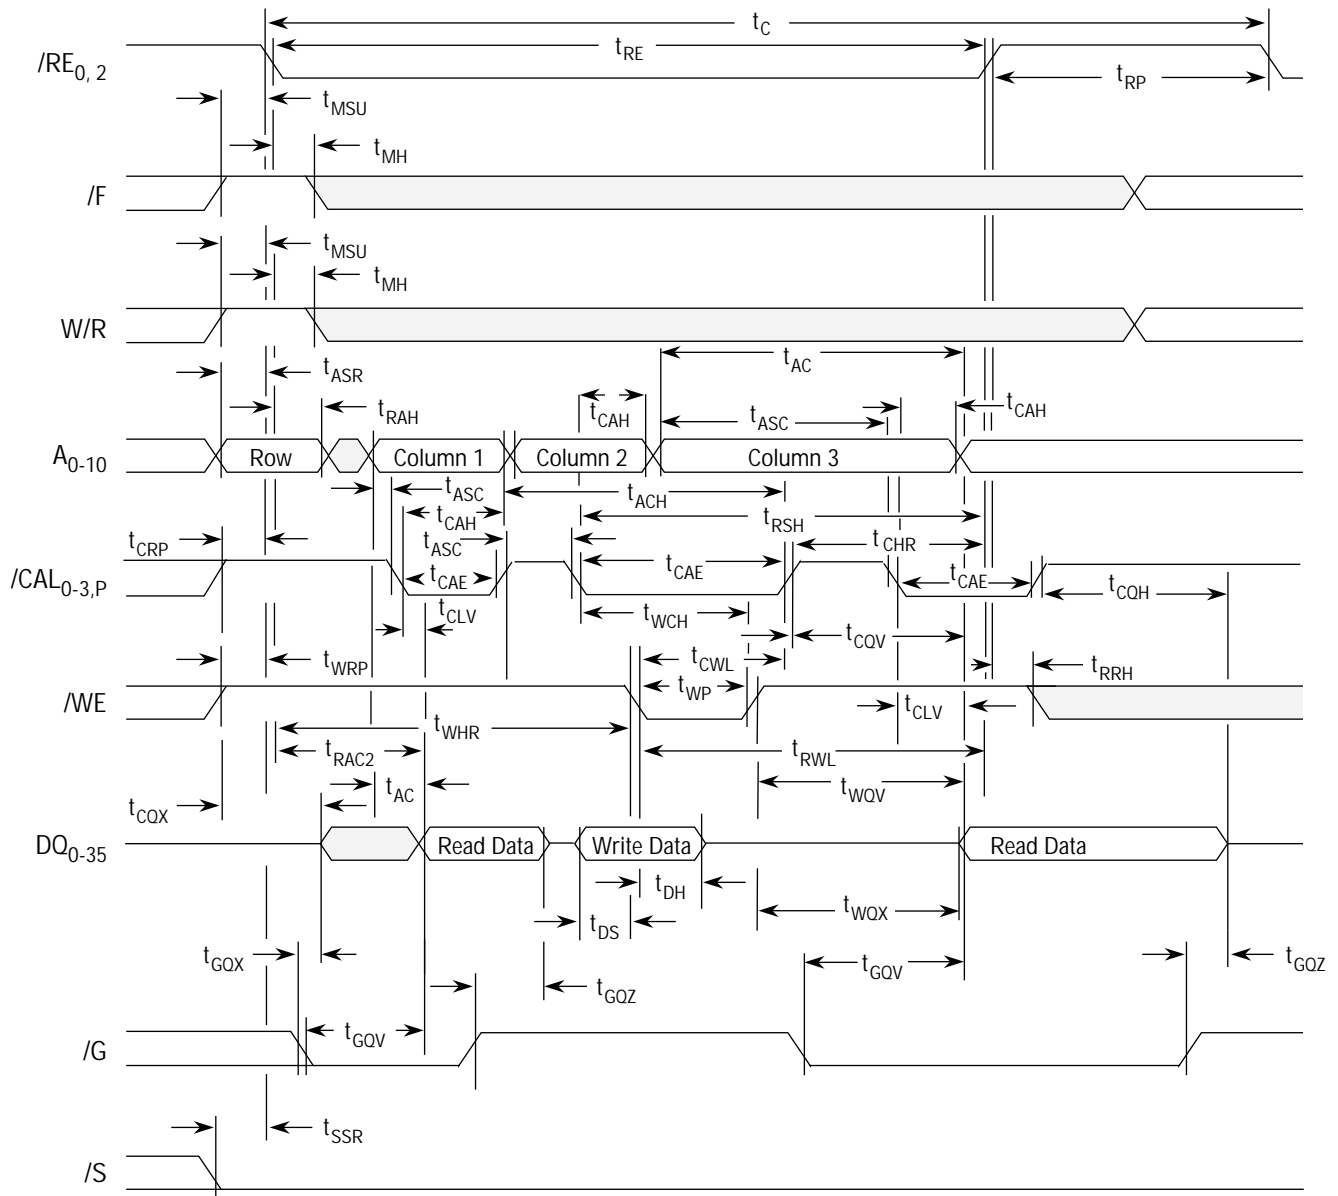 t_C
/RE_0, 2 t_RE t_RP
t_MSU
t_MH
/F
t_MSU
t_MH
W/R
t_AC
t_ASR
t_RAH t_CAH t_ASC t_CAH
A_0-10 Row Column 1 Column 2 Column 3
t_ASC t_ACH
t_CAH t_RSH
t_CRP t_ASC t_CHR
/CAL_0-3,P t_CAE t_CAE t_CAE t_CQH
t_CLV t_WCH
t_CQV
t_WRP t_CWL t_RRH
/WE t_WP t_CLV
t_WHR
t_RAC2 t_RWL
t_AC t_WQV
t_CQX
DQ_0-35 Read Data Write Data Read Data
t_DH
t_DS t_WQX
t_GQX t_GQV t_GQZ
t_GQZ
/G t_GQV
t_SSR
/S